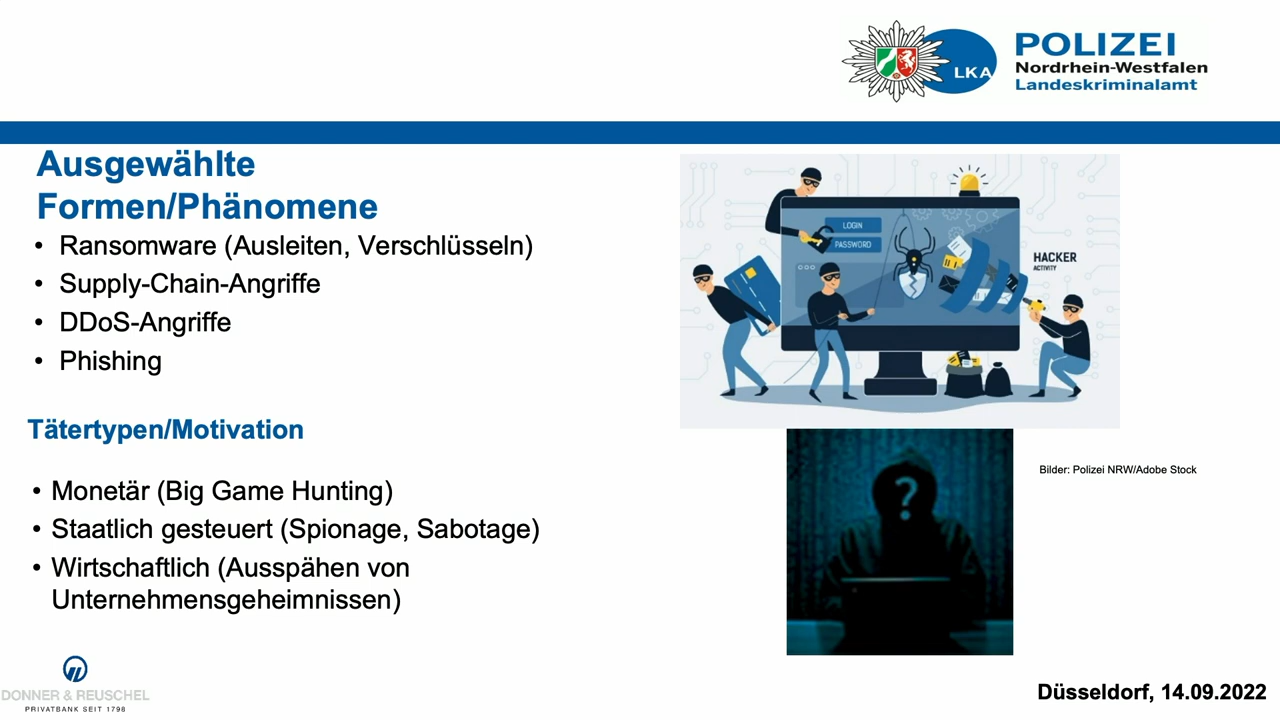 LKA
POLIZEI
Nordrhein-Westfalen
Landeskriminalamt
Ausgewählte
Formen/Phänomene
• Ransomware (Ausleiten, Verschlüsseln)
• Supply-Chain-Angriffe
• DDoS-Angriffe
• Phishing
LOGIN
PASSWORD
HACKER
ACTIVITY
Tätertypen/Motivation
• Monetär (Big Game Hunting)
• Staatlich gesteuert (Spionage, Sabotage)
• Wirtschaftlich (Ausspähen von
Unternehmensgeheimnissen)
?
Bilder: Polizei NRW/Adobe Stock
DONNER & REUSCHEL
PRIVATBANK SEIT 1798
Düsseldorf, 14.09.2022